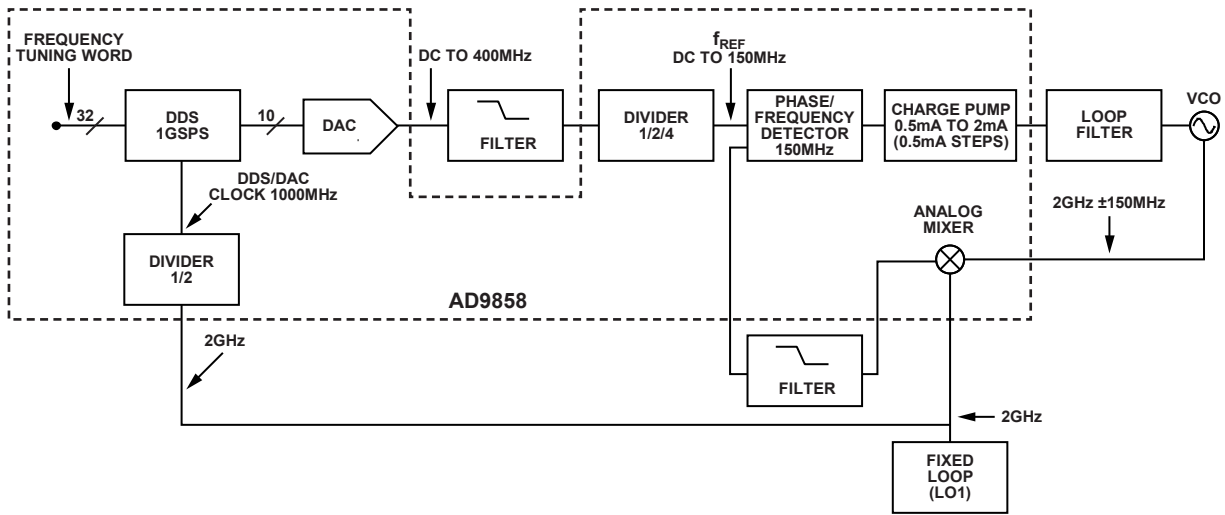 FREQUENCY
TUNING WORD
32
DDS
1GSPS
10
DAC
DC TO 400MHz
FILTER
DIVIDER
1/2/4
fREF
DC TO 150MHz
PHASE/
FREQUENCY
DETECTOR
150MHz
CHARGE PUMP
0.5mA TO 2mA
(0.5mA STEPS)
LOOP
FILTER
VCO
DDS/DAC
CLOCK 1000MHz
DIVIDER
1/2
ANALOG
MIXER
2GHz ±150MHz
AD9858
2GHz
FILTER
2GHz
FIXED
LOOP
(LO1)